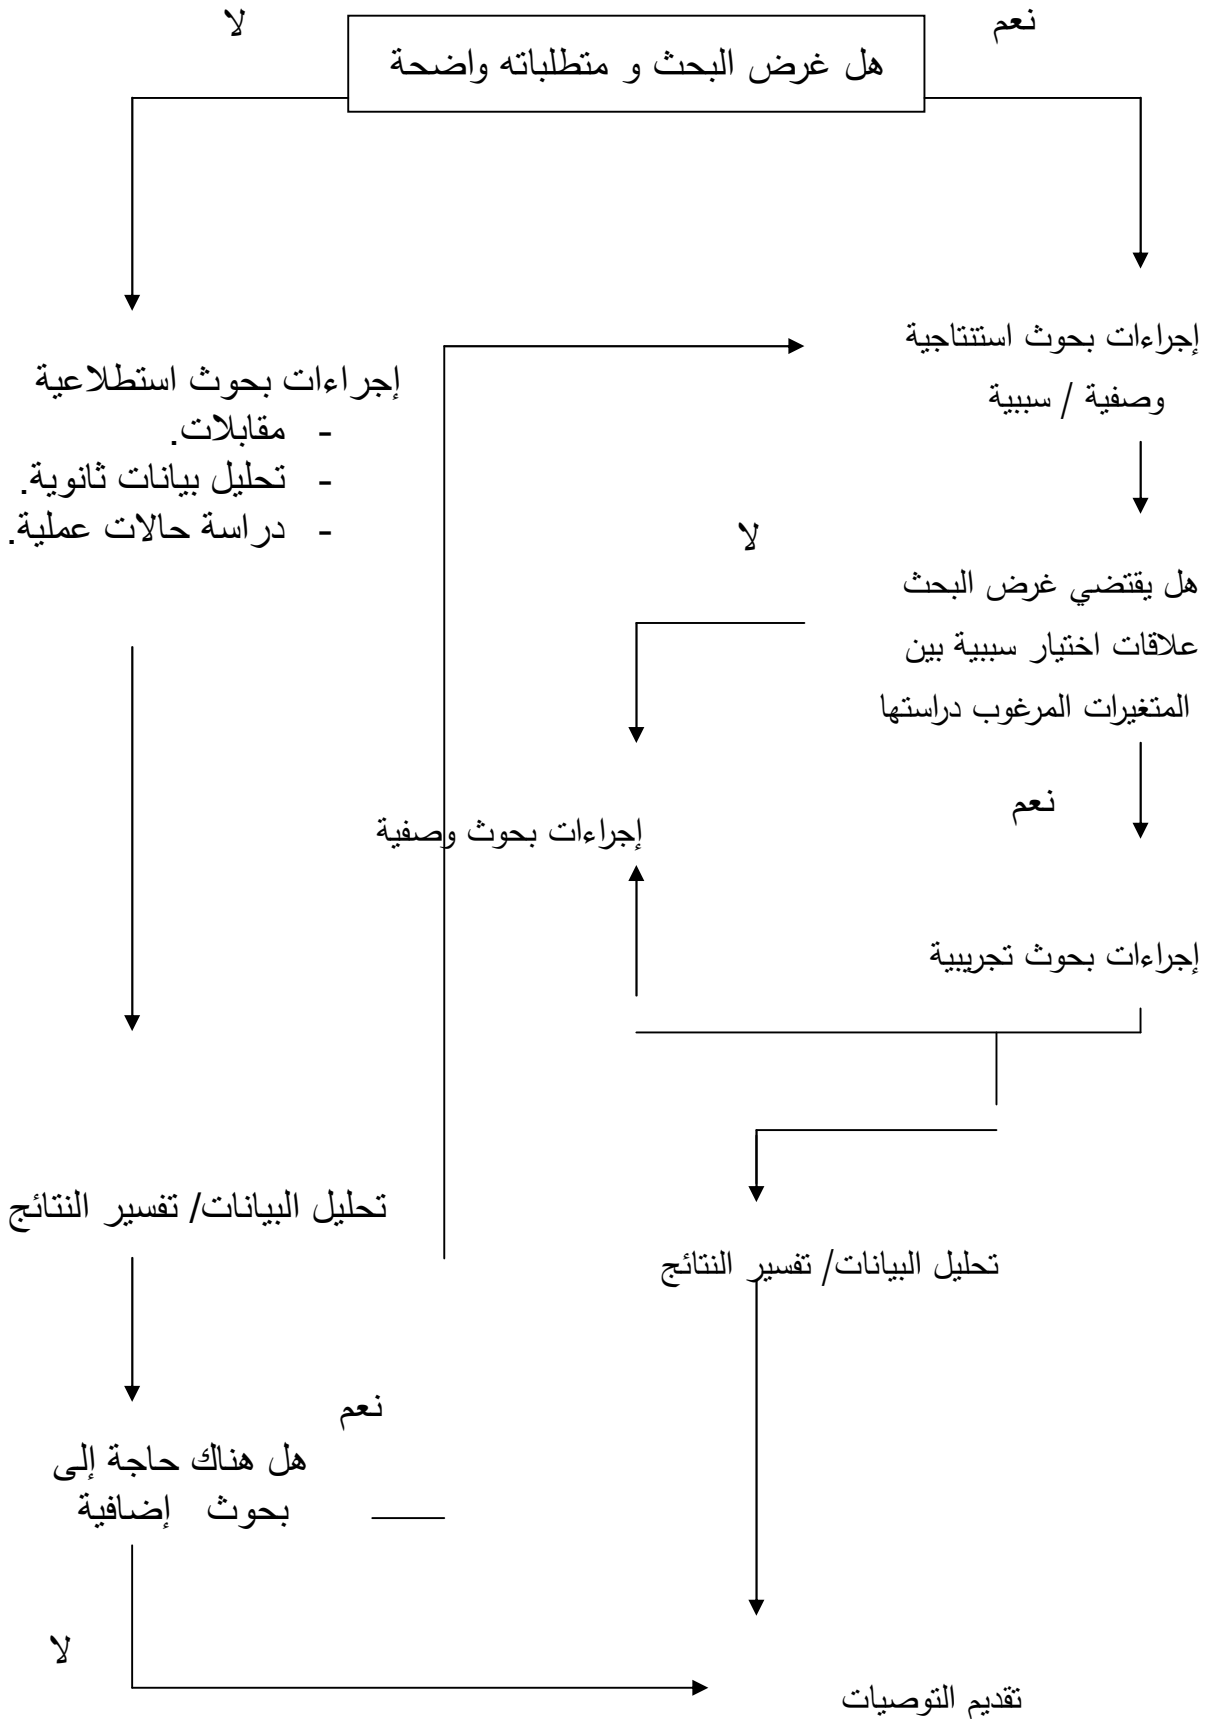 نعم
لا
هل غرض البحث و متطلباته واضحة
إجراءات بحوث استنتاجية
وصفية / سببية
إجراءات بحوث استطلاعية
- مقابلات.
- تحليل بيانات ثانوية.
- دراسة حالات عملية.
لا
هل يقتضي غرض البحث
علاقات اختيار سببية بين
المتغيرات المرغوب دراستها
نعم
إجراءات بحوث وصفية
إجراءات بحوث تجريبية
تحليل البيانات/ تفسير النتائج
تحليل البيانات/ تفسير النتائج
نعم
هل هناك حاجة إلى
بحوث إضافية
لا
تقديم التوصيات